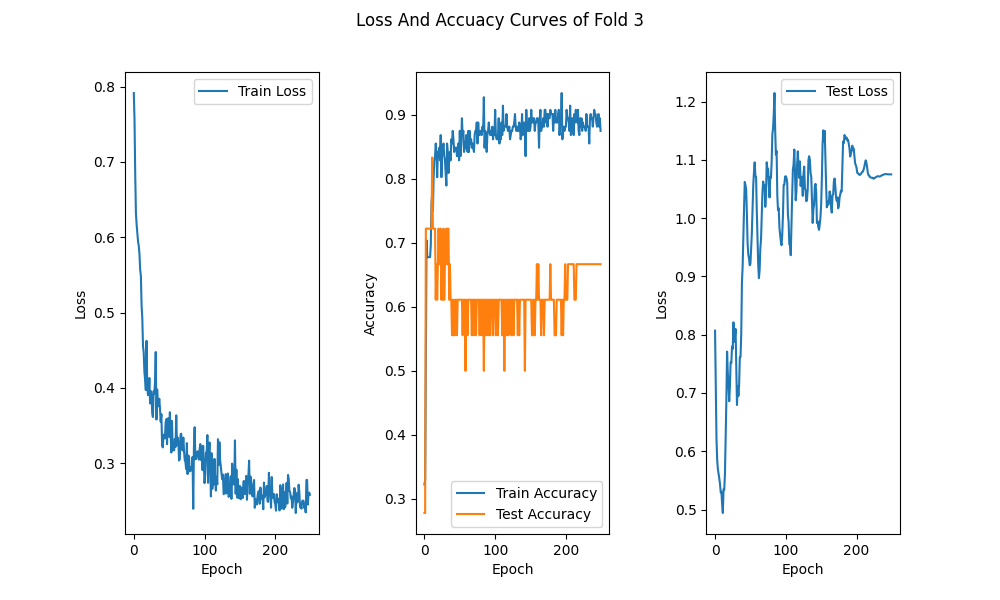 Loss And Accuacy Curves of Fold 3
Train Loss
0.8
0.7
0.6
0.5
0.4
0.3
Loss
0
100
200
Epoch
0.9
0.8
0.7
0.6
0.5
0.4
0.3
Accuracy
Train Accuracy
Test Accuracy
0
100
200
Epoch
Test Loss
1.2
1.1
1.0
0.9
0.8
0.7
0.6
0.5
Loss
0
100
200
Epoch